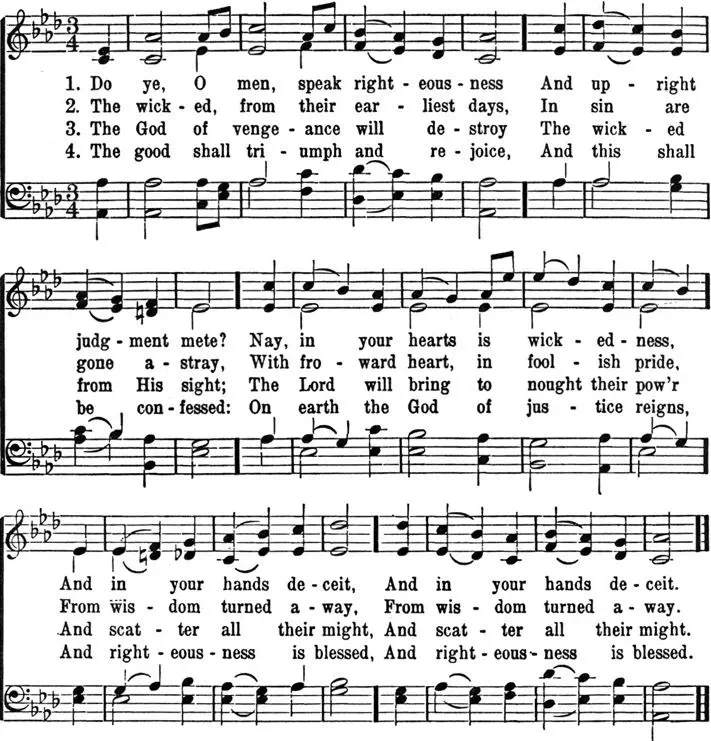 3
4
1. Do ye, O men, speak right - eous - ness And up - right
2. The wick - ed, from their ear - liest days, In sin are
3. The God of venge - ance will de - stroy The wick - ed
4. The good shall tri - umph and re - joice, And this shall
3
4
judg - ment mete? Nay, in your hearts is wick - ed - ness,
gone a - stray, With fro - ward heart, in fool - ish pride,
from His sight; The Lord will bring to nought their pow'r
be con - fessed: On earth the God of jus - tice reigns,
And in your hands de - ceit, And in your hands de - ceit.
From wis - dom turned a - way, From wis - dom turned a - way.
And scat - ter all their might, And scat - ter all their might.
And right - eous - ness is blessed, And right - eous - ness is blessed.